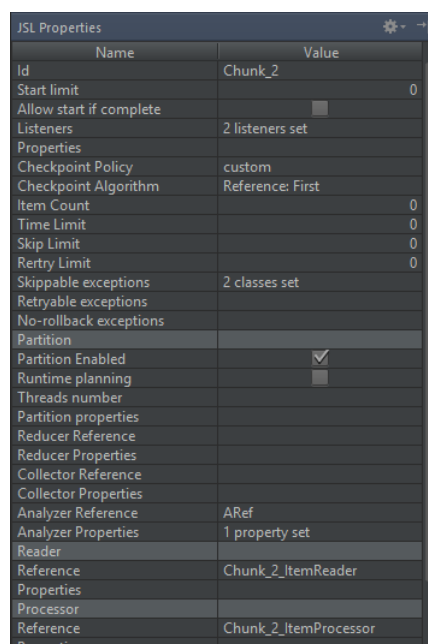 JSL Properties
Name Value
Id Chunk_2
Start limit 0
Allow start if complete
Listeners 2 listeners set
Properties
Checkpoint Policy custom
Checkpoint Algorithm Reference: First
Item Count 0
Time Limit 0
Skip Limit 0
Rertry Limit 0
Skippable exceptions 2 classes set
Retryable exceptions
No-rollback exceptions
Partition
Partition Enabled
Runtime planning
Threads number
Partition properties
Reducer Reference
Reducer Properties
Collector Reference
Collector Properties
Analyzer Reference ARef
Analyzer Properties 1 property set
Reader
Reference Chunk_2_ItemReader
Properties
Processor
Reference Chunk_2_ItemProcessor